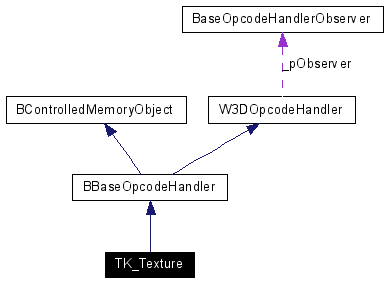 BaseOpcodeHandlerObserver
_pObserver
BControlledMemoryObject
W3DOpcodeHandler
BBaseOpcodeHandler
TK_Texture